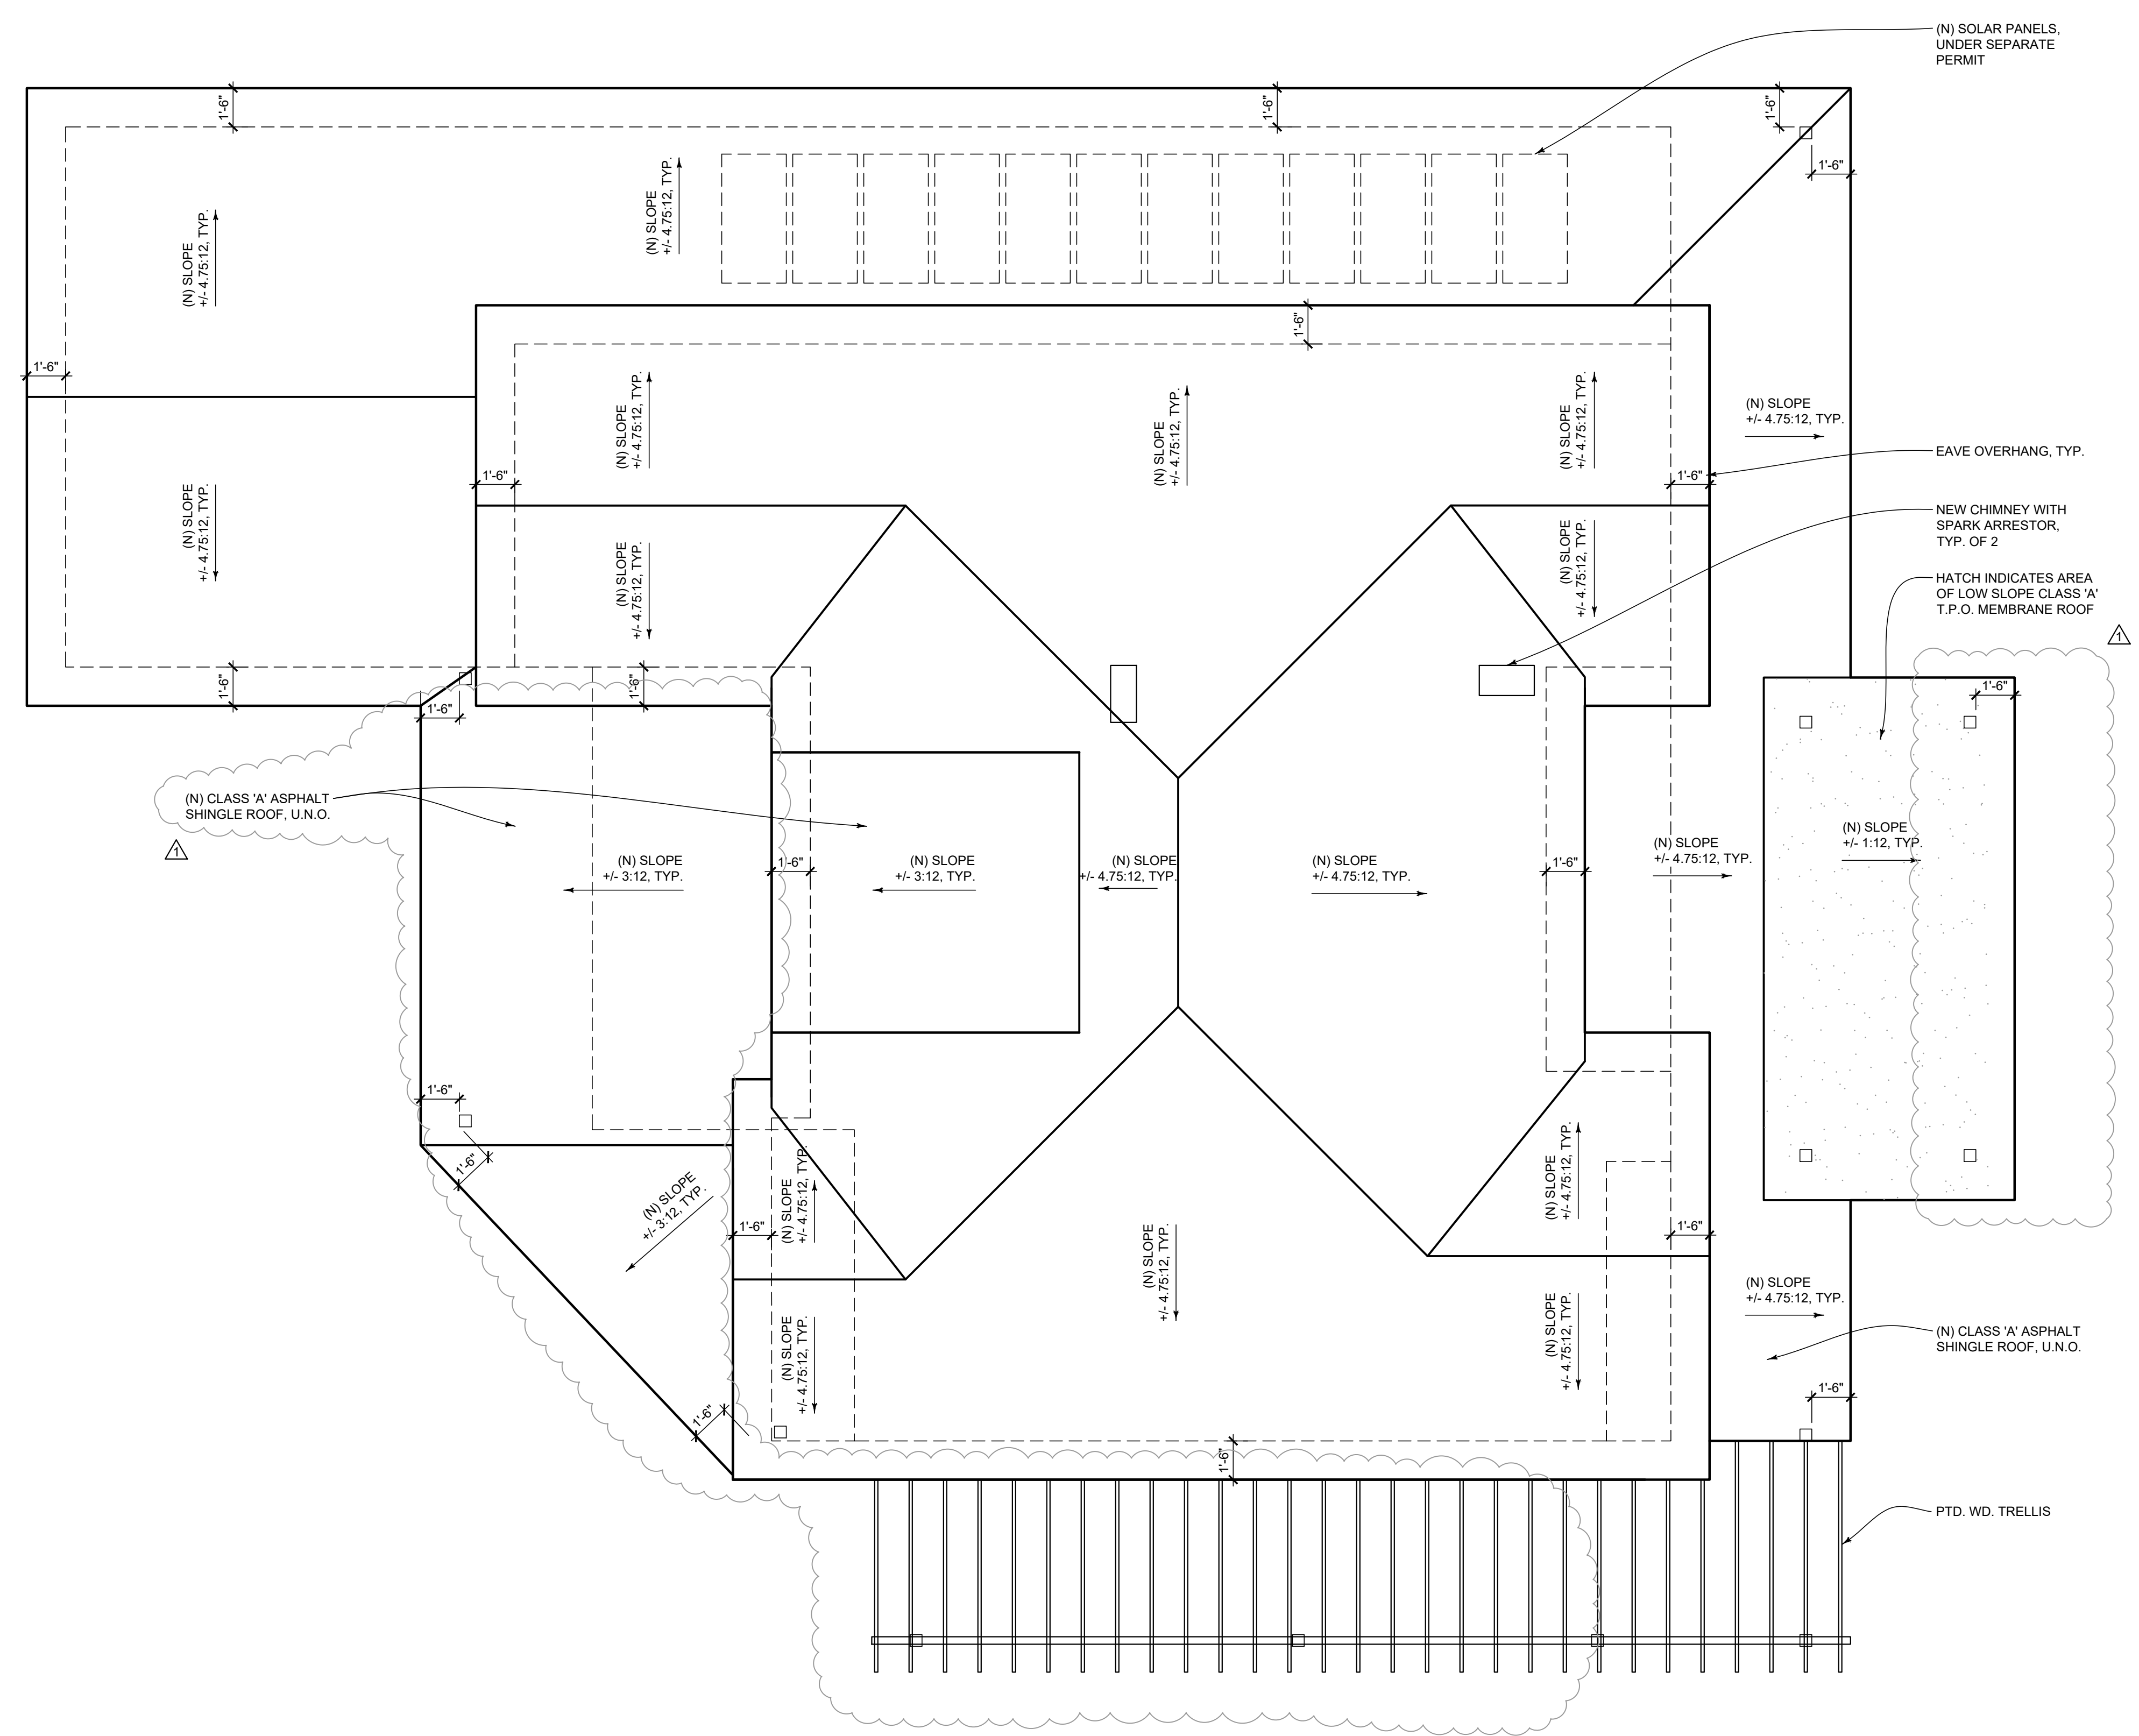 (N) SOLAR PANELS,
UNDER SEPARATE
PERMIT
1'-6"
1'-6"
1'-6"
1'-6"
(N) SLOPE
+/- 4.75:12, TYP.
(N) SLOPE
+/- 4.75:12, TYP.
1'-6"
1'-6"
(N) SLOPE
+/- 4.75:12, TYP.
(N) SLOPE
+/- 4.75:12, TYP.
(N) SLOPE
+/- 4.75:12, TYP.
(N) SLOPE
+/- 4.75:12, TYP.
EAVE OVERHANG, TYP.
1'-6"
1'-6"
(N) SLOPE
+/- 4.75:12, TYP.
(N) SLOPE
+/- 4.75:12, TYP.
(N) SLOPE
+/- 4.75:12, TYP.
NEW CHIMNEY WITH
SPARK ARRESTOR,
TYP. OF 2
HATCH INDICATES AREA
OF LOW SLOPE CLASS 'A'
T.P.O. MEMBRANE ROOF
1
1'-6"
1'-6"
1'-6"
1'-6"
(N) CLASS 'A' ASPHALT
SHINGLE ROOF, U.N.O.
1
(N) SLOPE
+/- 3:12, TYP.
1'-6"
(N) SLOPE
+/- 3:12, TYP.
(N) SLOPE
+/- 4.75:12, TYP.
(N) SLOPE
+/- 4.75:12, TYP.
1'-6"
(N) SLOPE
+/- 4.75:12, TYP.
(N) SLOPE
+/- 1:12, TYP.
1'-6"
1'-6"
(N) SLOPE
+/- 3:12, TYP.
1'-6"
(N) SLOPE
+/- 4.75:12, TYP.
(N) SLOPE
+/- 4.75:12, TYP.
1'-6"
(N) SLOPE
+/- 4.75:12, TYP.
(N) SLOPE
+/- 4.75:12, TYP.
(N) SLOPE
+/- 4.75:12, TYP.
(N) SLOPE
+/- 4.75:12, TYP.
(N) CLASS 'A' ASPHALT
SHINGLE ROOF, U.N.O.
1'-6"
1'-6"
1'-6"
PTD. WD. TRELLIS